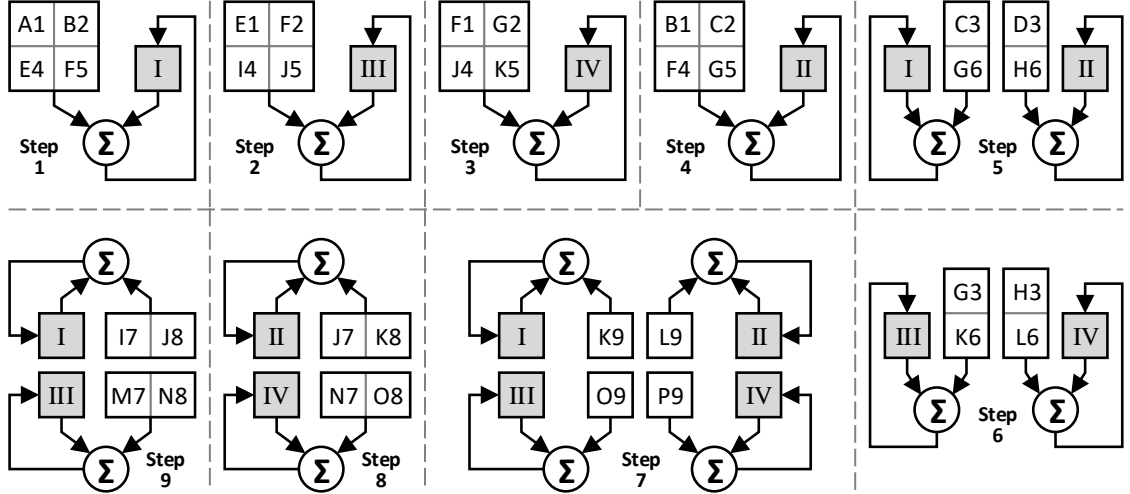 A1 B2
E4 F5
I
Σ
Step
1
E1 F2
I4 J5
III
Σ
Step
2
F1 G2
J4 K5
IV
Σ
Step
3
B1 C2
F4 G5
II
Σ
Step
4
I
C3
G6
D3
H6
II
Σ Σ
Step
5
Σ
I
I7 J8
III
M7 N8
Σ
Step
9
Σ
II
J7 K8
IV
N7 O8
Σ
Step
8
Σ Σ
I K9 L9 II
III O9 P9 IV
Σ Σ
Step
7
III
G3
K6
H3
L6
IV
Σ Σ
Step
6